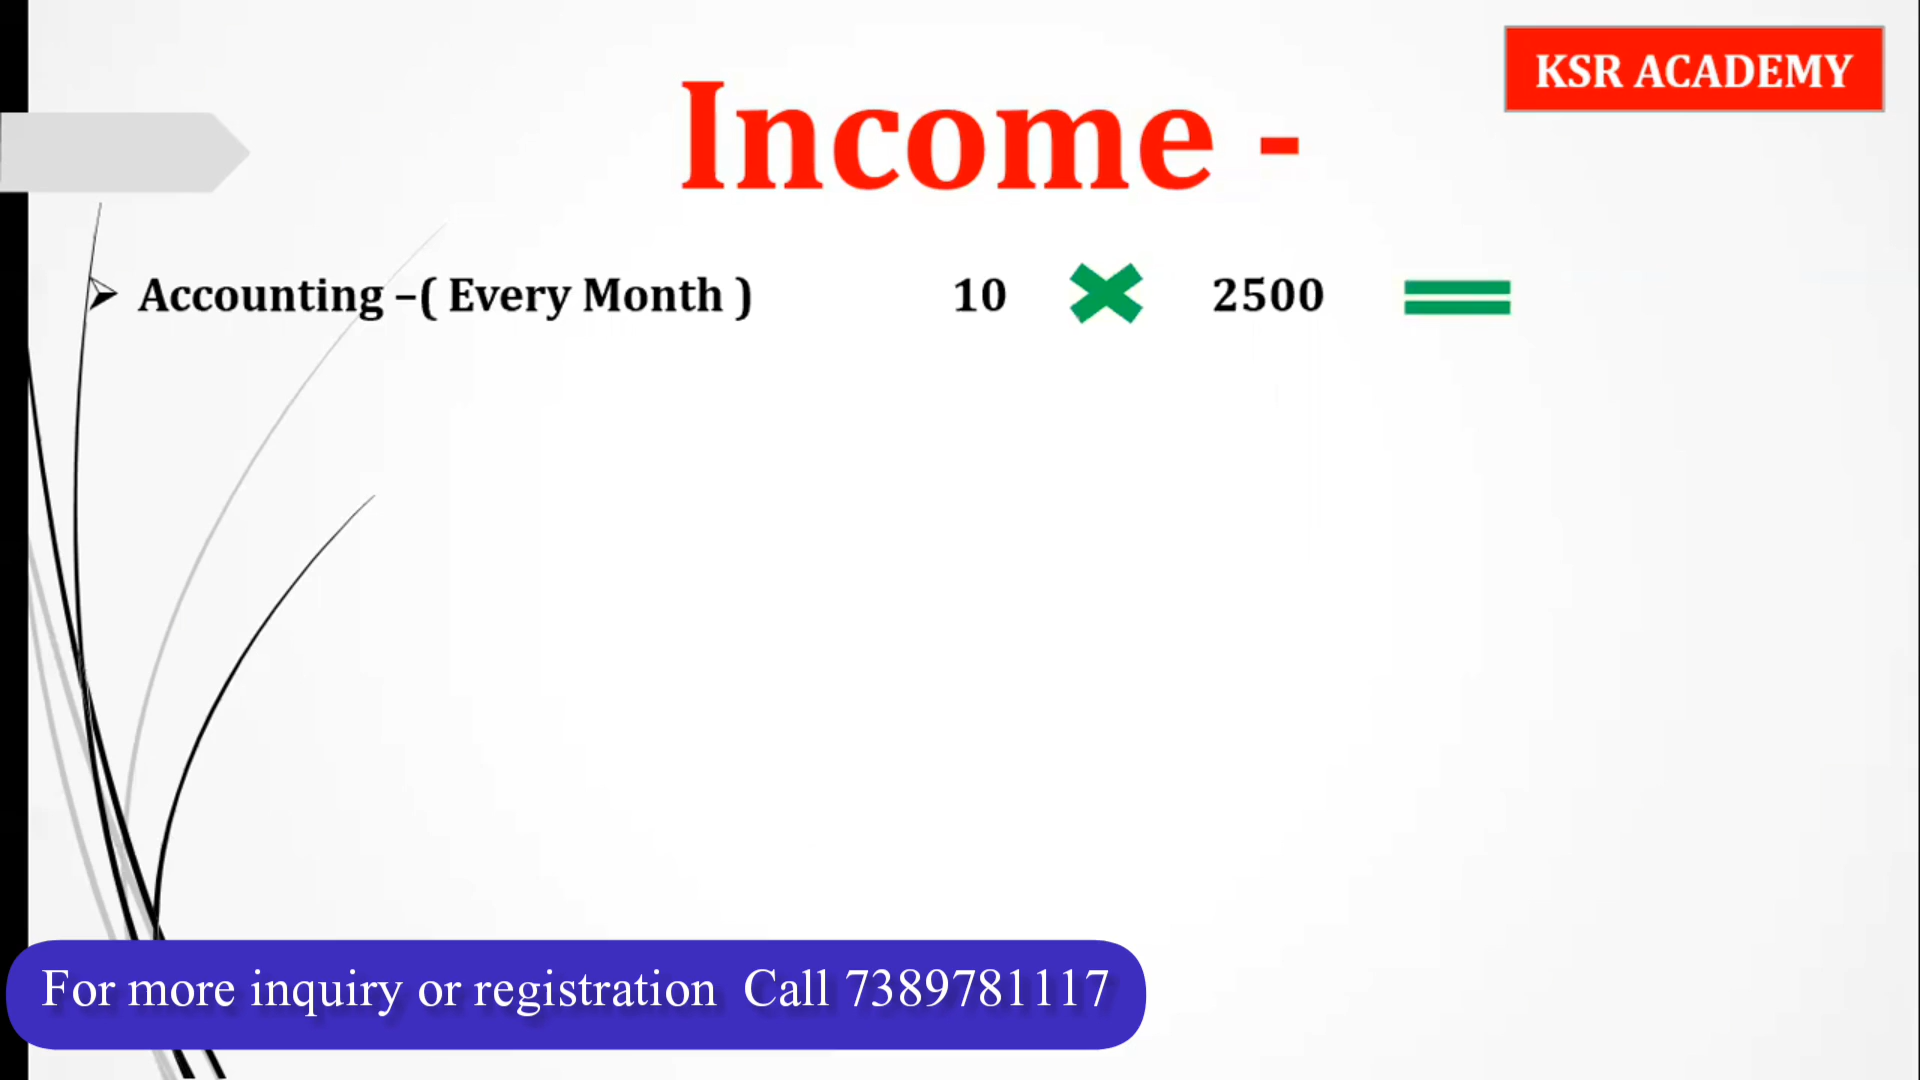 KSR ACADEMY
Income -
Accounting –( Every Month ) 10 ✖ 2500 =
For more inquiry or registration Call 7389781117